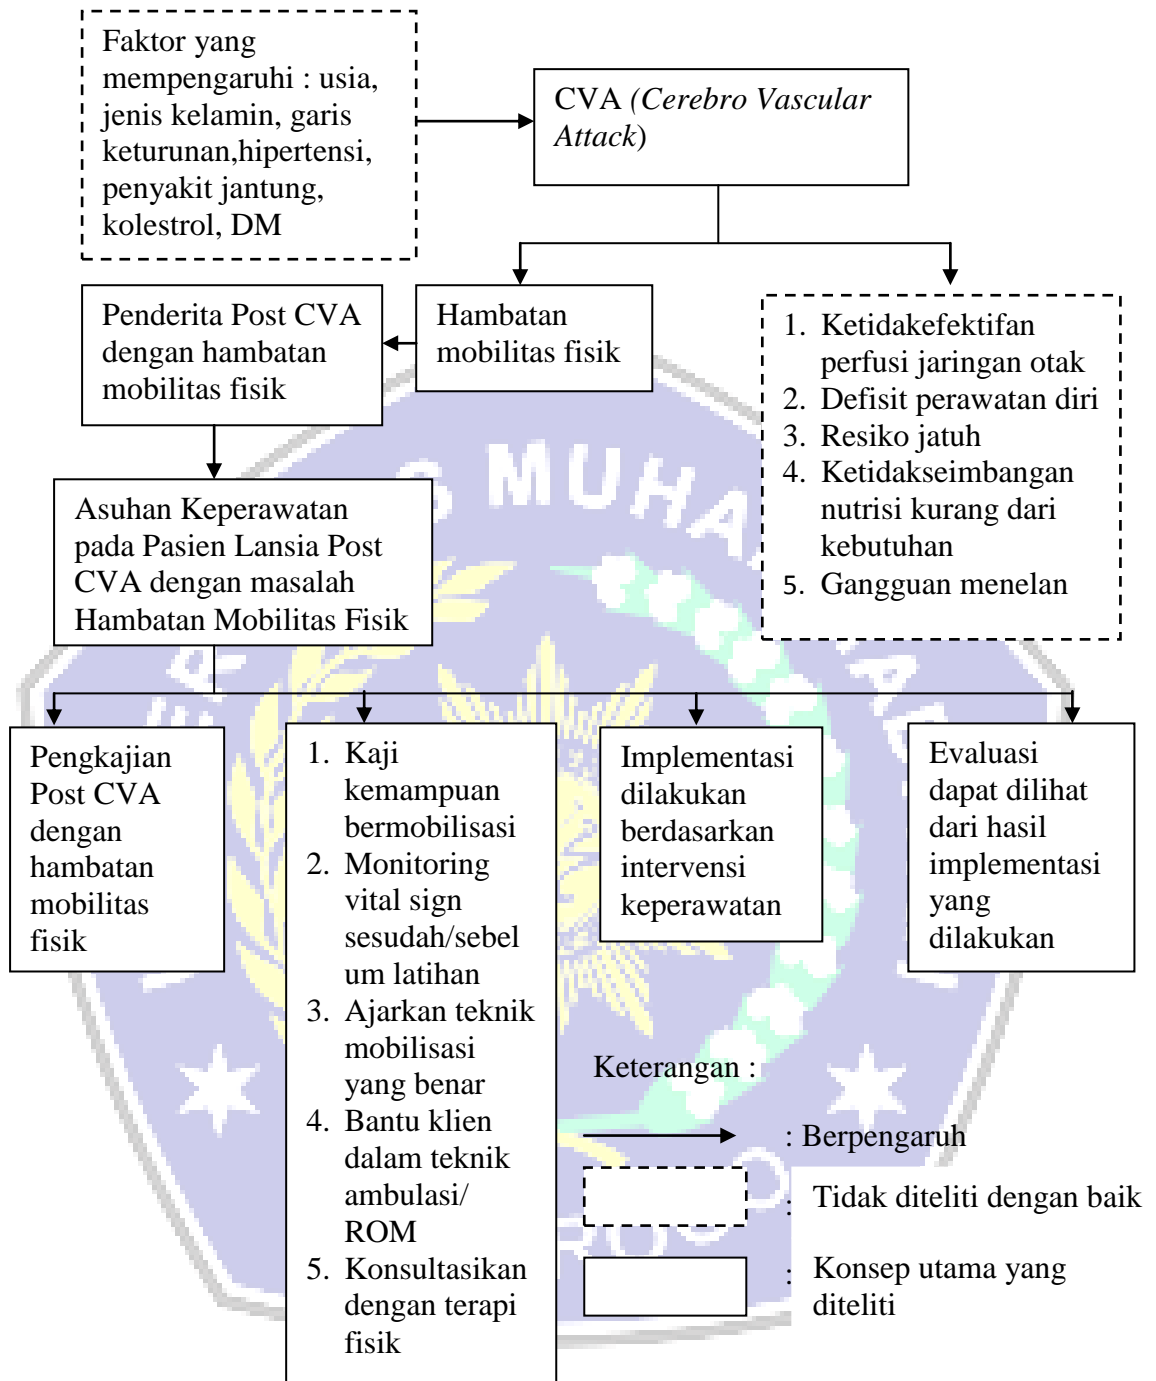 Faktor yang
mempengaruhi : usia,
jenis kelamin, garis
keturunan,hipertensi,
penyakit jantung,
kolestrol, DM
CVA (Cerebro Vascular
Attack)
Penderita Post CVA
dengan hambatan
mobilitas fisik
Hambatan
mobilitas fisik
1. Ketidakefektifan
perfusi jaringan otak
2. Defisit perawatan diri
3. Resiko jatuh
4. Ketidakseimbangan
nutrisi kurang dari
kebutuhan
5. Gangguan menelan
Asuhan Keperawatan
pada Pasien Lansia Post
CVA dengan masalah
Hambatan Mobilitas Fisik
Pengkajian
Post CVA
dengan
hambatan
mobilitas
fisik
1. Kaji
kemampuan
bermobilisasi
2. Monitoring
vital sign
sesudah/sebel
um latihan
3. Ajarkan teknik
mobilisasi
yang benar
4. Bantu klien
dalam teknik
ambulasi/
ROM
5. Konsultasikan
dengan terapi
fisik
Implementasi
dilakukan
berdasarkan
intervensi
keperawatan
Evaluasi
dapat dilihat
dari hasil
implementasi
yang
dilakukan
Keterangan :
: Berpengaruh
: Tidak diteliti dengan baik
: Konsep utama yang
diteliti